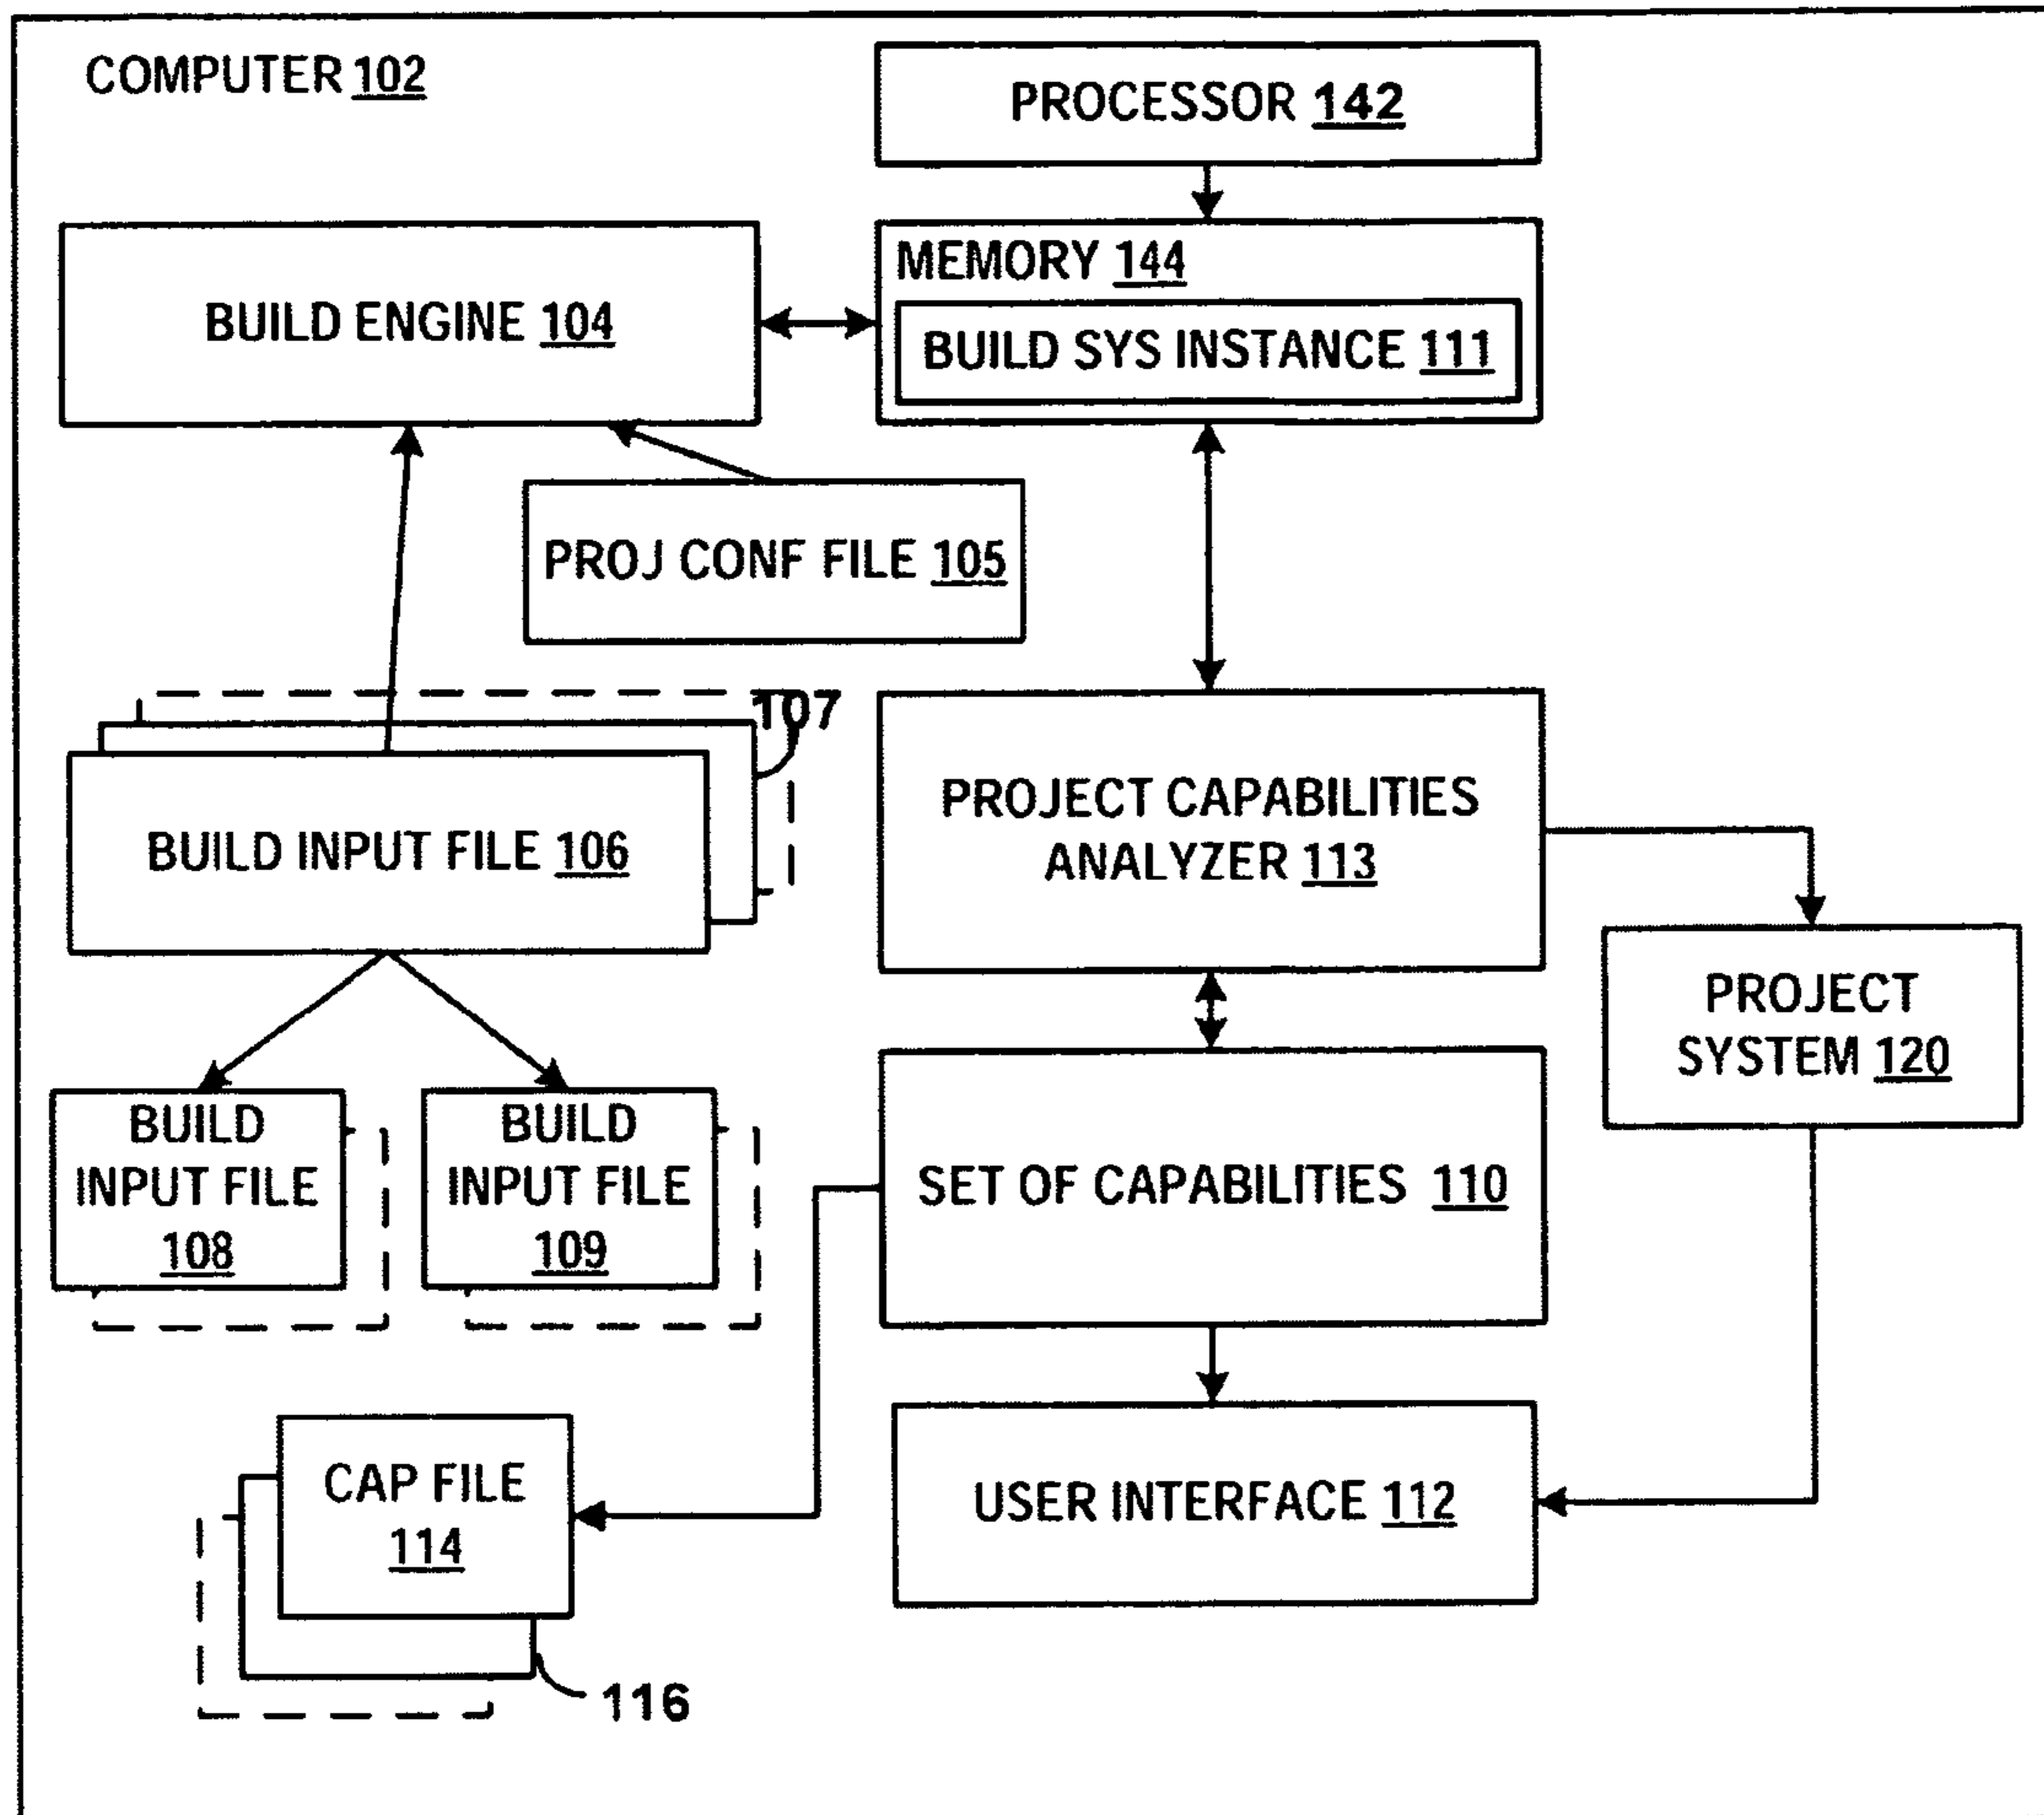 COMPUTER 102
PROCESSOR 142
MEMORY 144
BUILD ENGINE 104
BUILD SYS INSTANCE 111
PROJ CONF FILE 105
107
BUILD INPUT FILE 106
PROJECT CAPABILITIES
ANALYZER 113
PROJECT
SYSTEM 120
BUILD
INPUT FILE
108
BUILD
INPUT FILE
109
SET OF CAPABILITIES 110
CAP FILE
114
USER INTERFACE 112
116